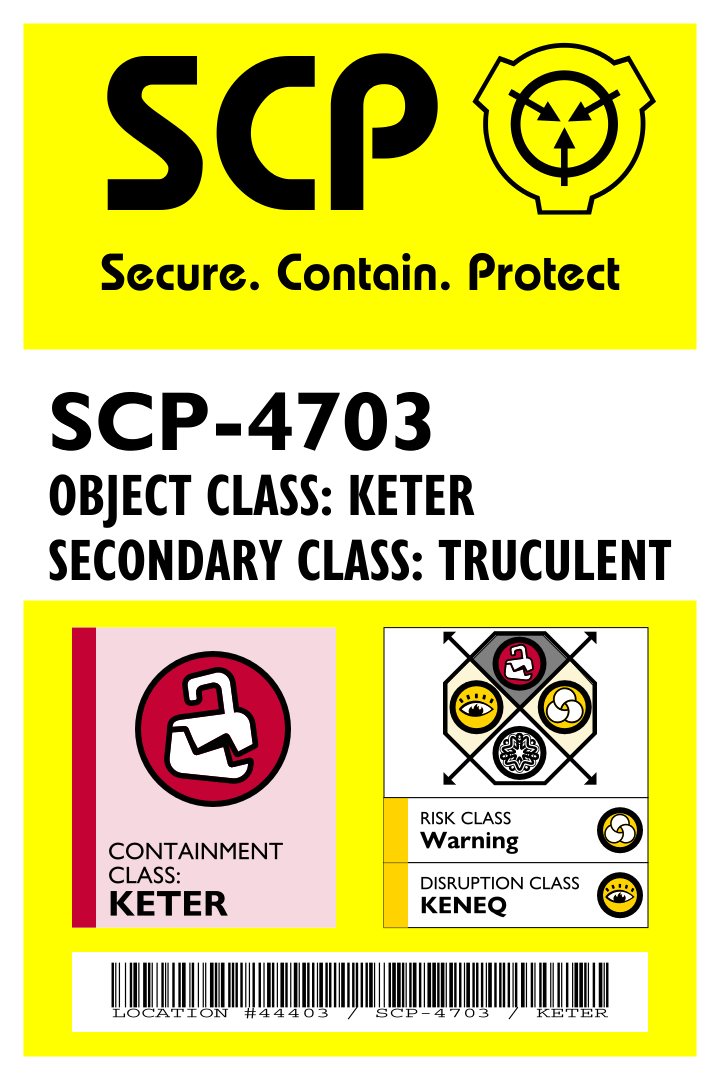 SCP
Secure. Contain. Protect
SCP-4703
OBJECT CLASS: KETER
SECONDARY CLASS: TRUCULENT
CONTAINMENT
CLASS:
KETER
RISK CLASS
Warning
DISRUPTION CLASS
KENEQ
LOCATION #44403 / SCP-4703 / KETER